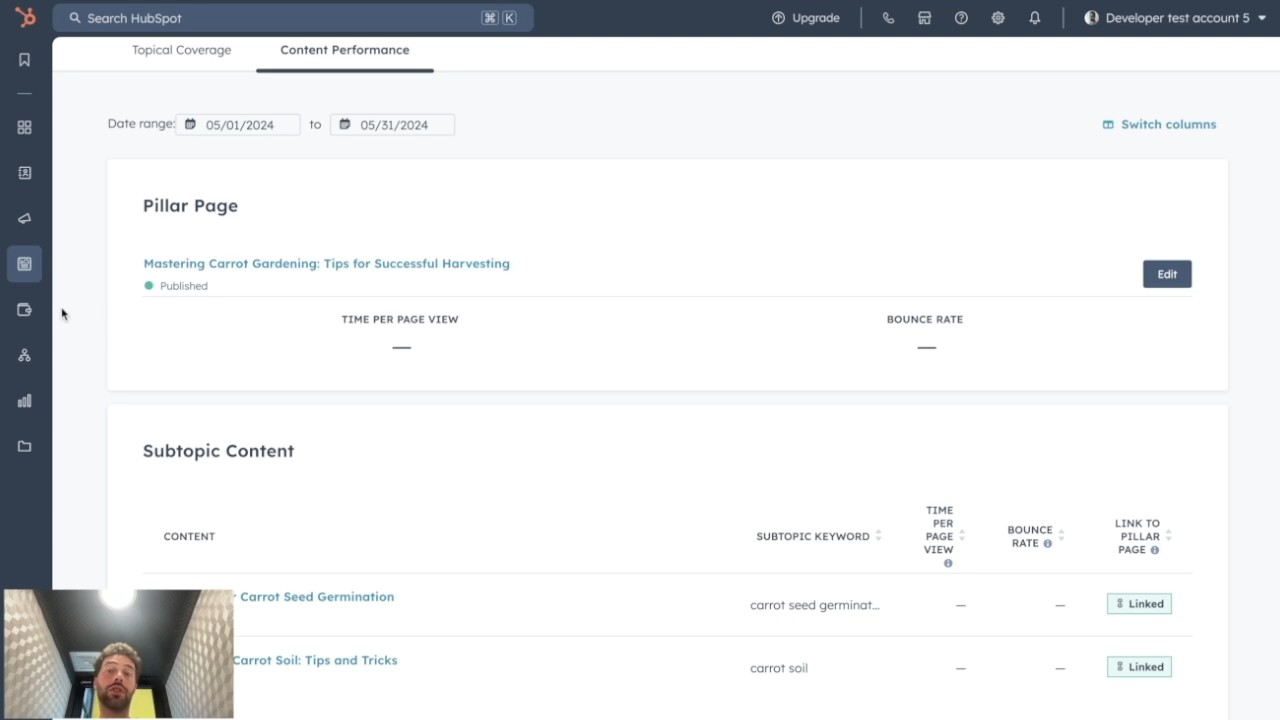 Search HubSpot ⌘ K Upgrade Developer test account 5
Topical Coverage Content Performance
Date range: 05/01/2024 to 05/31/2024 Switch columns
Pillar Page
Mastering Carrot Gardening: Tips for Successful Harvesting
Published
Edit
TIME PER PAGE VIEW BOUNCE RATE
— —
Subtopic Content
CONTENT SUBTOPIC KEYWORD TIME PER PAGE VIEW BOUNCE RATE LINK TO PILLAR PAGE
Carrot Seed Germination carrot seed germinat... — — Linked
Carrot Soil: Tips and Tricks carrot soil — — Linked